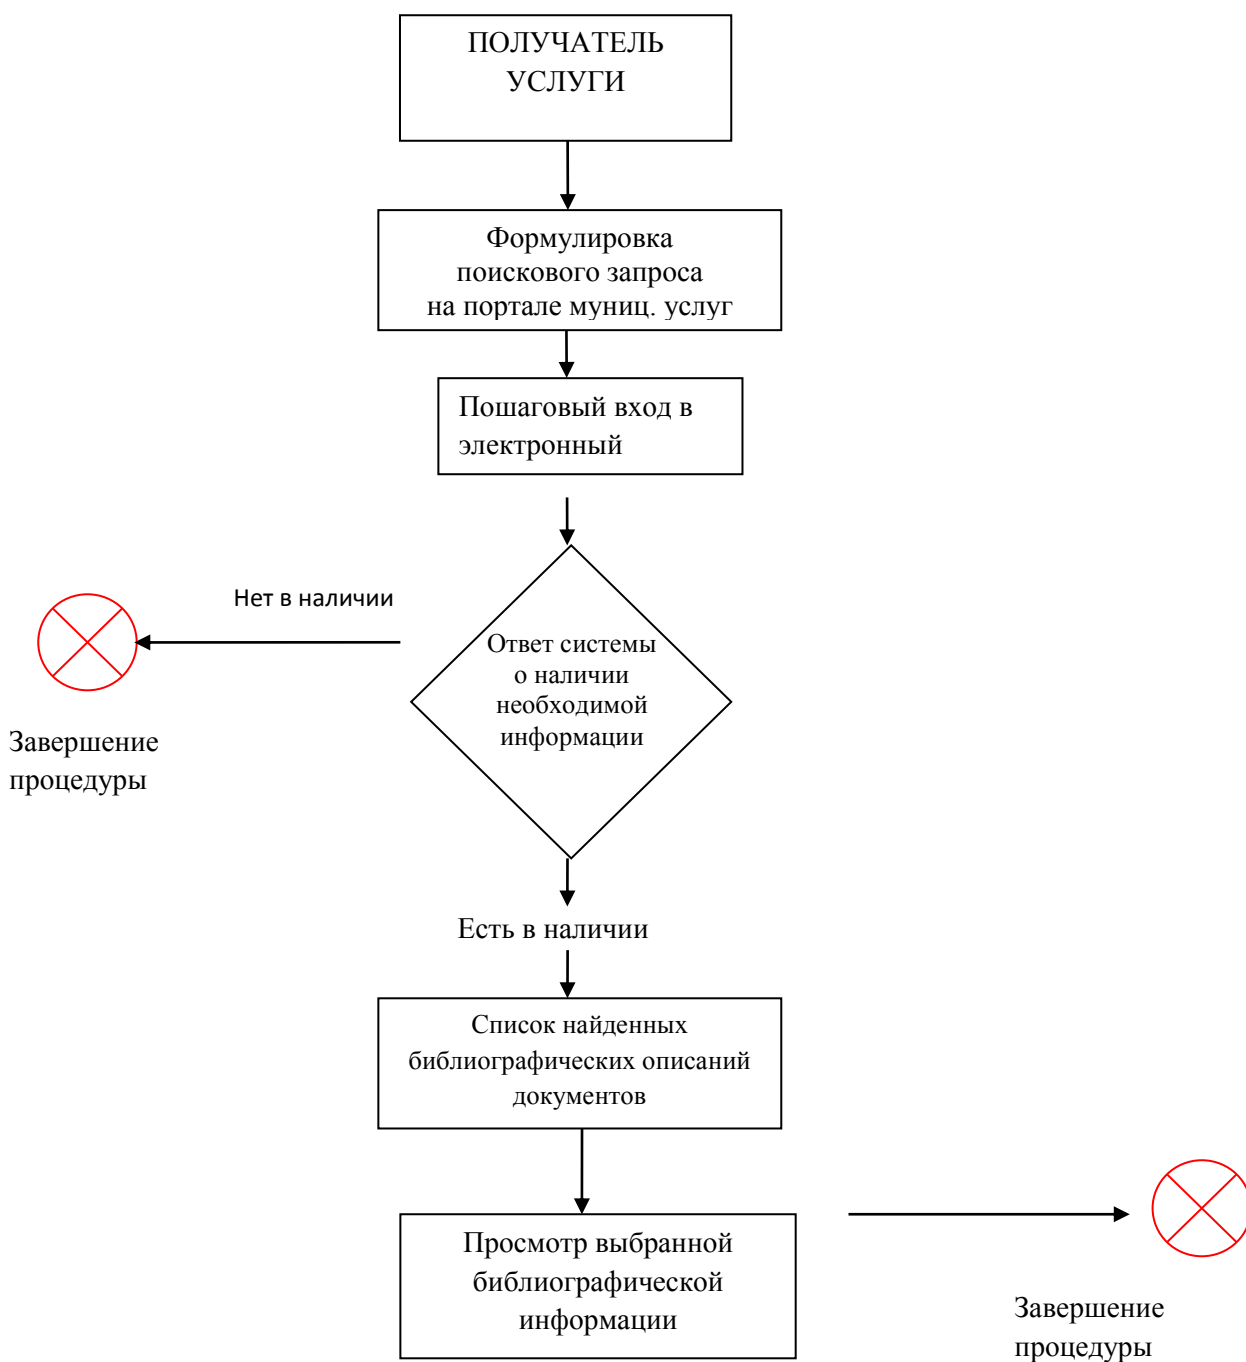 ПОЛУЧАТЕЛЬ
УСЛУГИ
Формулировка
поискового запроса
на портале муниц. услуг
Пошаговый вход в
электронный
Нет в наличии
Ответ системы
о наличии
необходимой
информации
Завершение
процедуры
Есть в наличии
Список найденных
библиографических описаний
документов
Просмотр выбранной
библиографической
информации
Завершение
процедуры